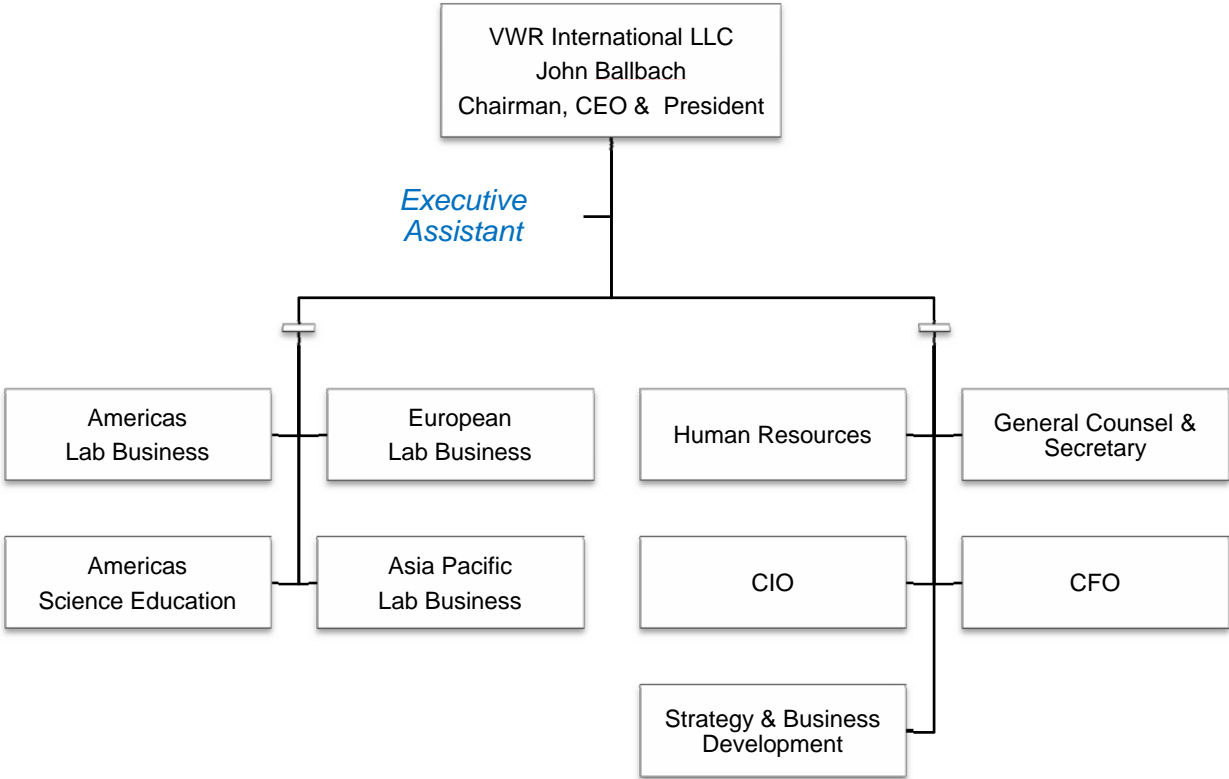 VWR International LLC
John Ballbach
Chairman, CEO & President
Executive
Assistant
Americas
Lab Business
European
Lab Business
Human Resources
General Counsel &
Secretary
Americas
Science Education
Asia Pacific
Lab Business
CIO
CFO
Strategy & Business
Development